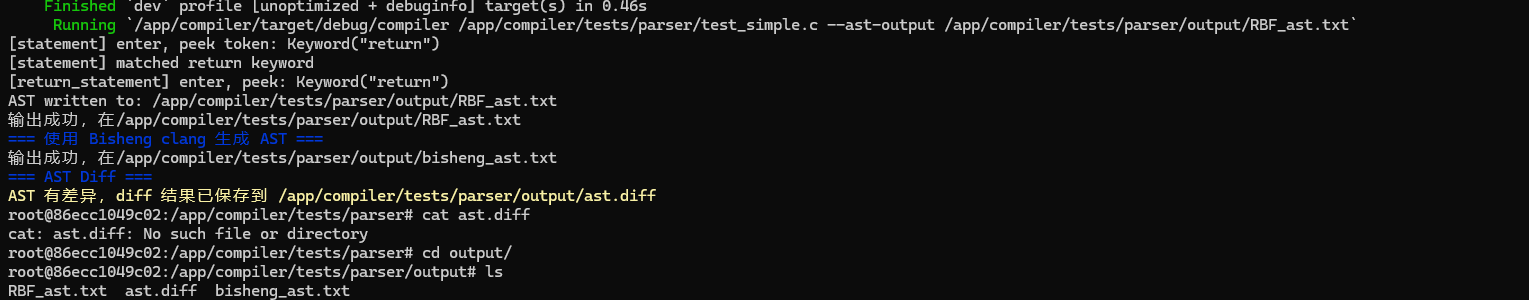 Finished `dev` profile [unoptimized + debuginfo] target(s) in 0.46s
Running `/app/compiler/target/debug/compiler /app/compiler/tests/parser/test_simple.c --ast-output /app/compiler/tests/parser/output/RBF_ast.txt`
[statement] enter, peek token: Keyword("return")
[statement] matched return keyword
[return_statement] enter, peek: Keyword("return")
AST written to: /app/compiler/tests/parser/output/RBF_ast.txt
输出成功，在/app/compiler/tests/parser/output/RBF_ast.txt
=== 使用 Bisheng clang 生成 AST ===
输出成功，在/app/compiler/tests/parser/output/bisheng_ast.txt
=== AST Diff ===
AST 有差异，diff 结果已保存到 /app/compiler/tests/parser/output/ast.diff
root@86ecc1049c02:/app/compiler/tests/parser# cat ast.diff
cat: ast.diff: No such file or directory
root@86ecc1049c02:/app/compiler/tests/parser# cd output/
root@86ecc1049c02:/app/compiler/tests/parser/output# ls
RBF_ast.txt  ast.diff  bisheng_ast.txt